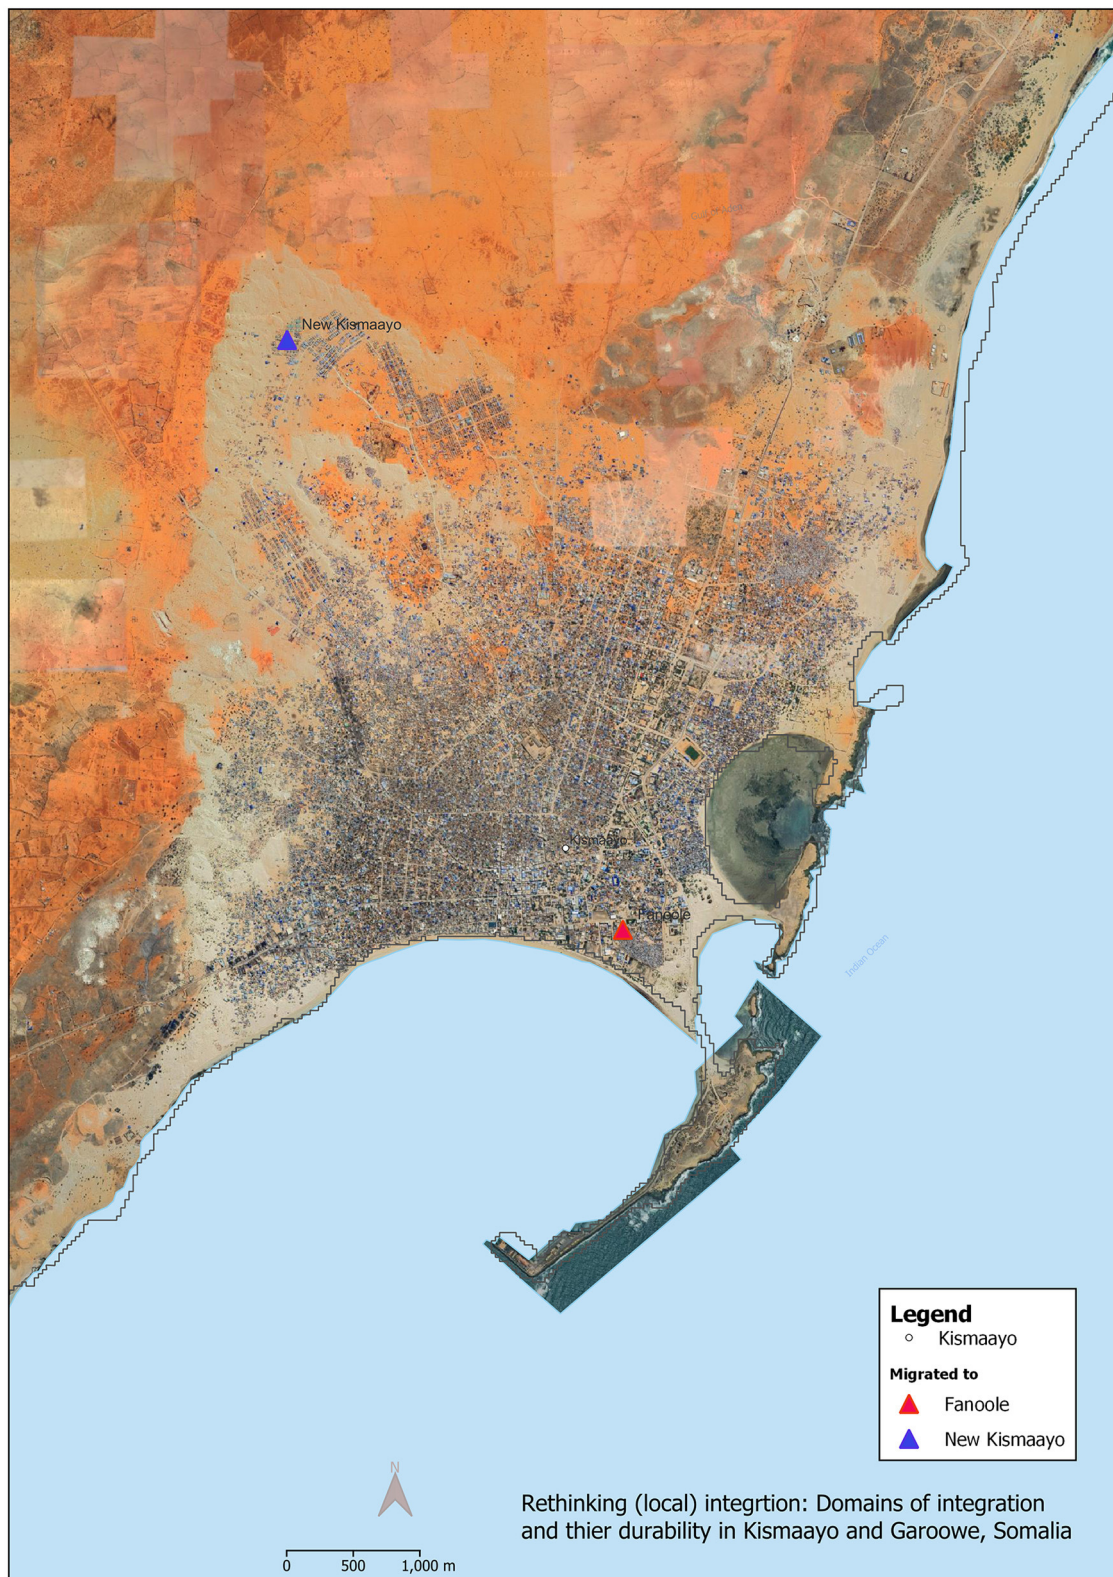 New Kismaayo
Kismaayo
Fanoole
Indian Ocean
Legend
Kismaayo
Migrated to
Fanoole
New Kismaayo
N
Rethinking (local) integrtion: Domains of integration
and thier durability in Kismaayo and Garoowe, Somalia
0 500 1,000 m